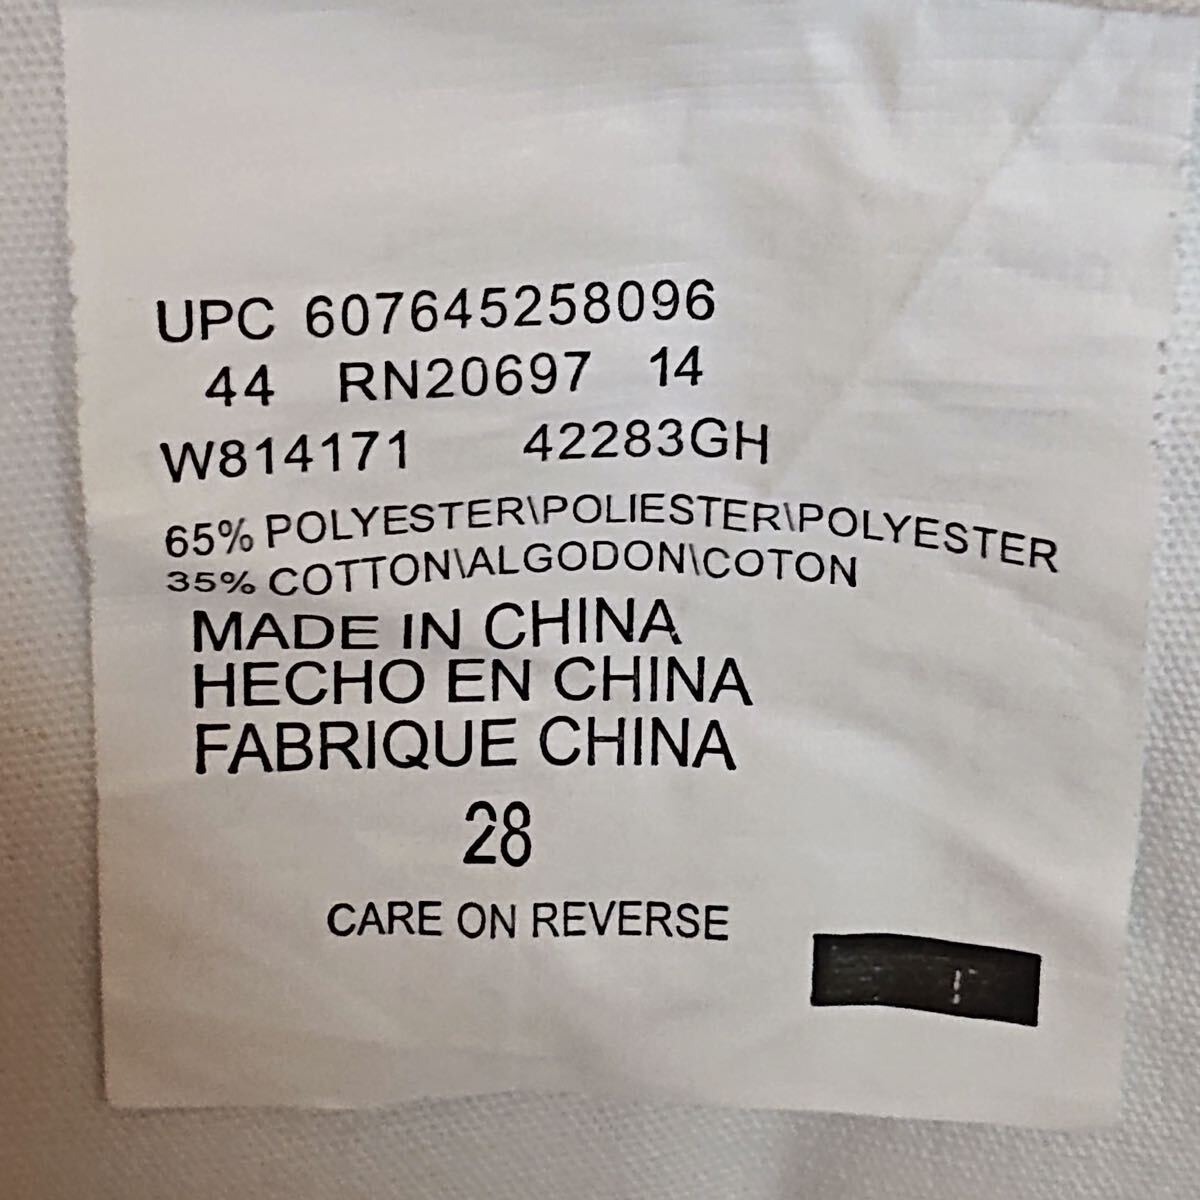 UPC 607645258096
44 RN20697 14
W814171 42283GH
65% POLYESTER\POLIESTER\POLYESTER
35% COTTON\ALGODON\COTON
MADE IN CHINA
HECHO EN CHINA
FABRIQUE CHINA
28
CARE ON REVERSE